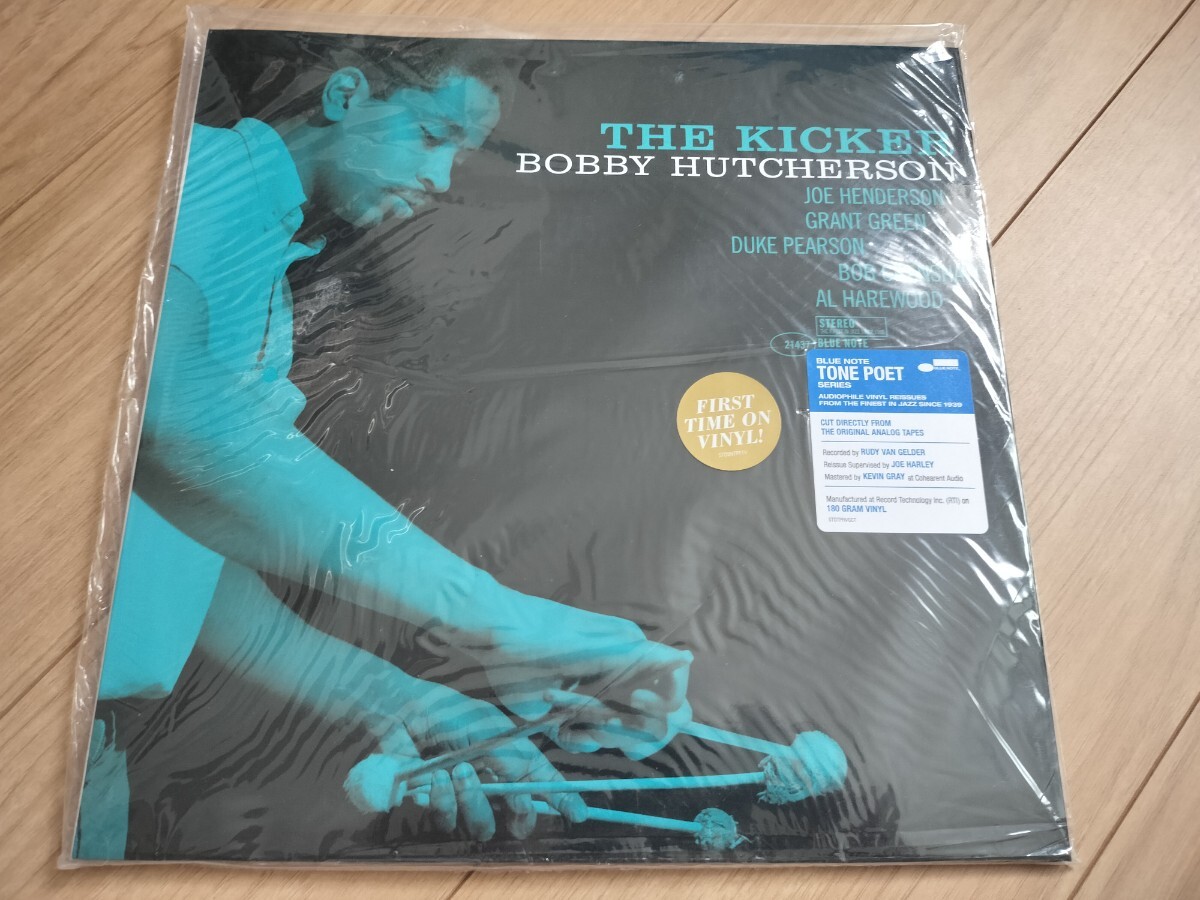 THE KICKER
BOBBY HUTCHERSON
JOE HENDERSON
GRANT GREEN
DUKE PEARSON
BOB
AL HAREWOOD
STEREO
BLUE NOTE
FIRST
TIME ON
VINYL!
BLUE NOTE
TONE POET
SERIES
AUDIOPHILE VINYL REISSUES
FROM THE FINEST IN JAZZ SINCE 1939
CUT DIRECTLY FROM
THE ORIGINAL ANALOG TAPES
Recorded by RUDY VAN GELDER
Reissue Supervised by JOE HARLEY
Mastered by KEVIN GRAY at Cohearent Audio
Manufactured at Record Technology Inc. (RTI) on
180 GRAM VINYL